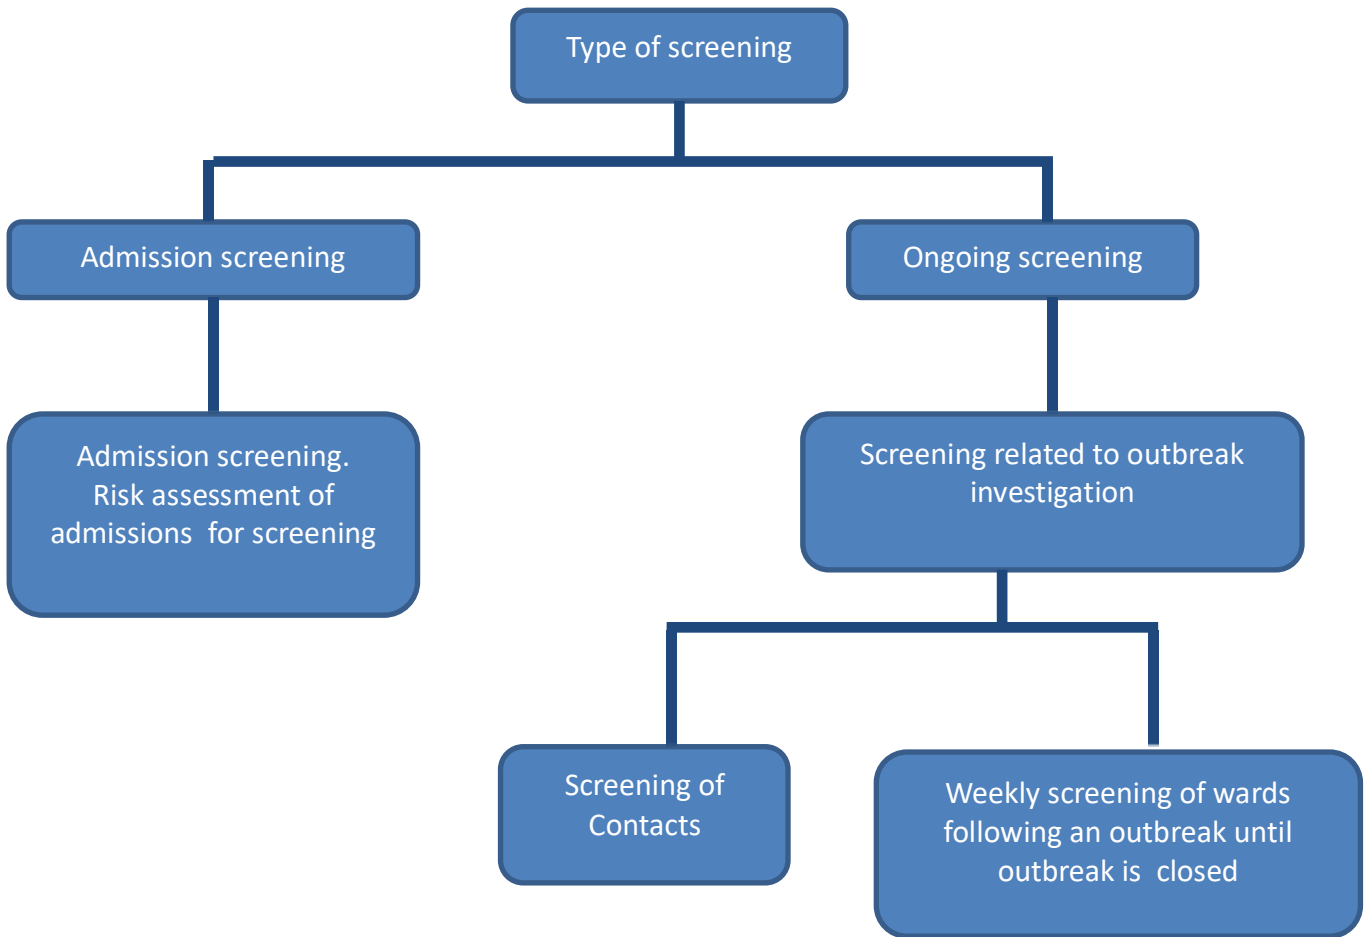 Type of screening
Admission screening
Ongoing screening
Admission screening.
Risk assessment of
admissions  for screening
Screening related to outbreak
investigation
Screening of
Contacts
Weekly screening of wards
following an outbreak until
outbreak is  closed